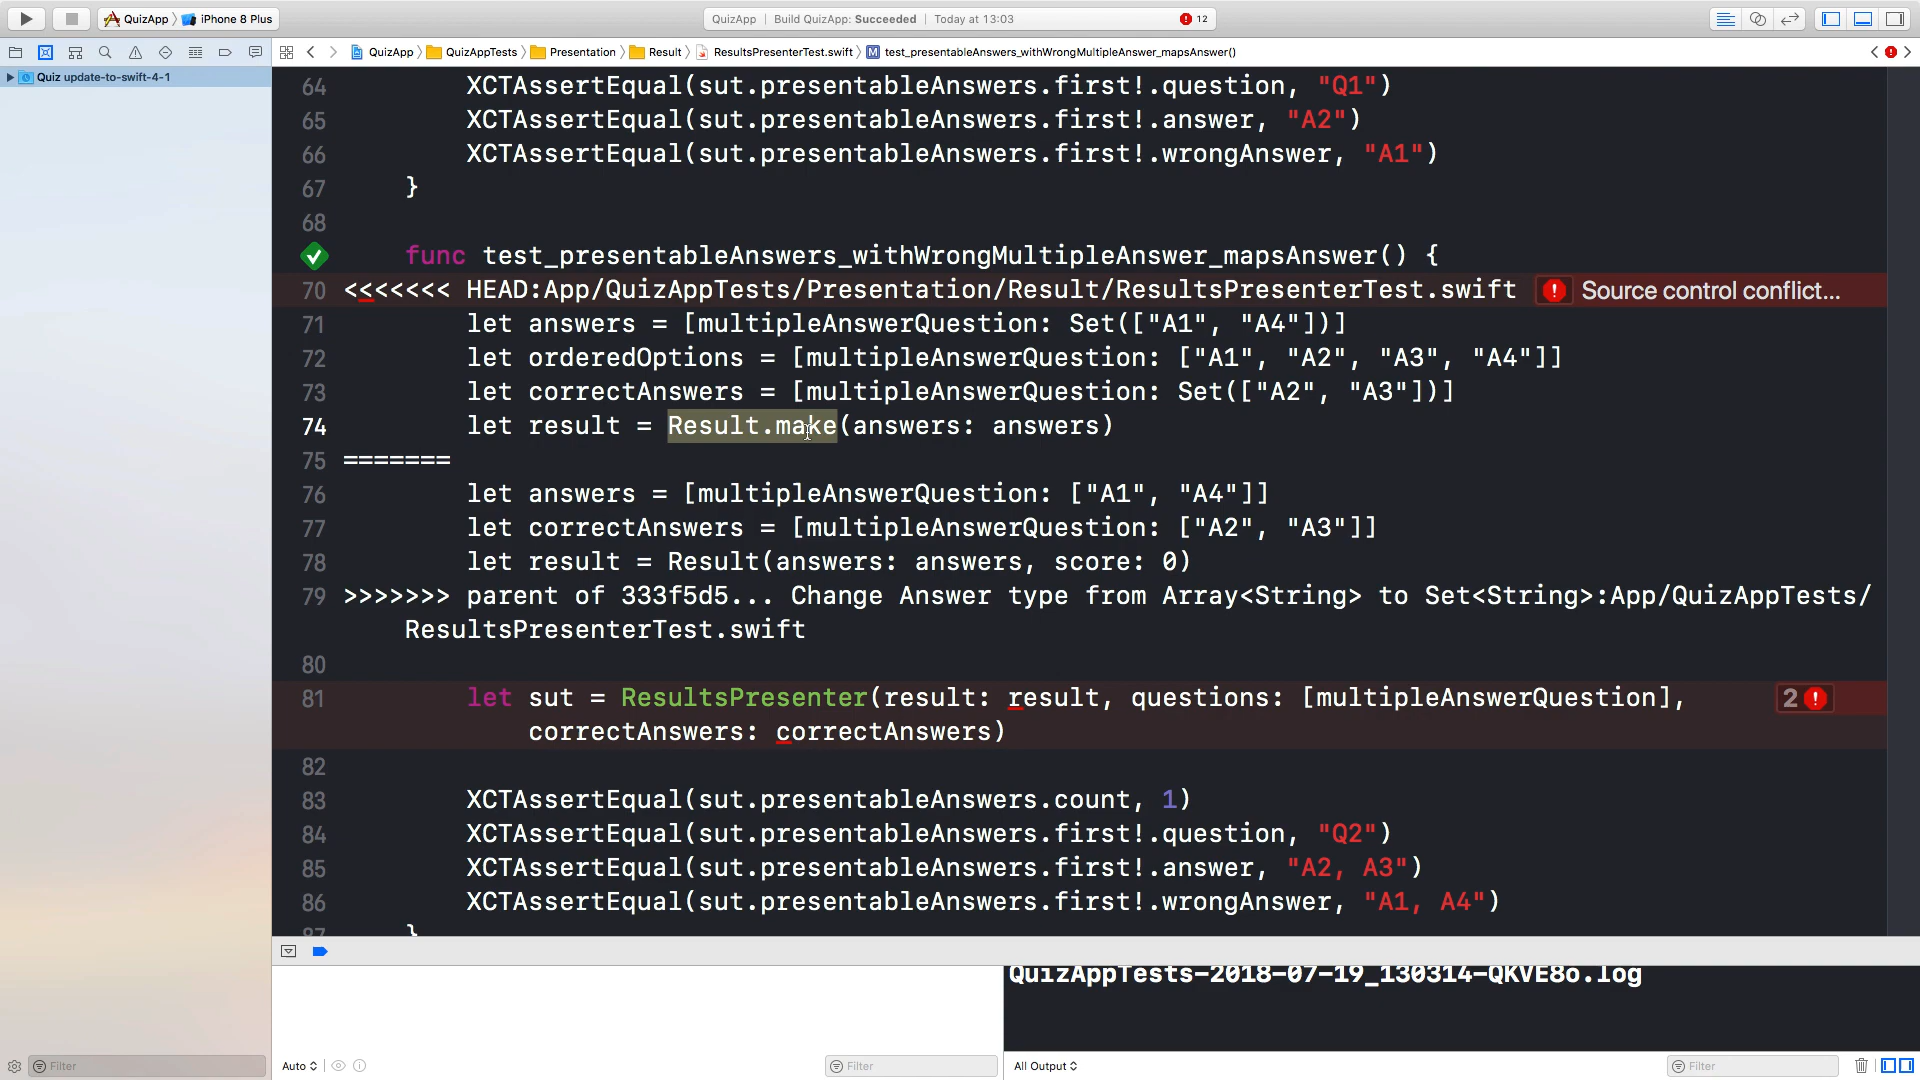 QuizApp › iPhone 8 Plus
QuizApp | Build QuizApp: Succeeded | Today at 13:03
12
QuizApp › QuizAppTests › Presentation › Result › ResultsPresenterTest.swift › M test_presentableAnswers_withWrongMultipleAnswer_mapsAnswer()
Quiz update-to-swift-4-1
64 XCTAssertEqual(sut.presentableAnswers.first!.question, "Q1")
65 XCTAssertEqual(sut.presentableAnswers.first!.answer, "A2")
66 XCTAssertEqual(sut.presentableAnswers.first!.wrongAnswer, "A1")
67 }
68
func test_presentableAnswers_withWrongMultipleAnswer_mapsAnswer() {
70 <<<<<<< HEAD:App/QuizAppTests/Presentation/Result/ResultsPresenterTest.swift Source control conflict...
71 let answers = [multipleAnswerQuestion: Set(["A1", "A4"])]
72 let orderedOptions = [multipleAnswerQuestion: ["A1", "A2", "A3", "A4"]]
73 let correctAnswers = [multipleAnswerQuestion: Set(["A2", "A3"])]
74 let result = Result.make(answers: answers)
75 =======
76 let answers = [multipleAnswerQuestion: ["A1", "A4"]]
77 let correctAnswers = [multipleAnswerQuestion: ["A2", "A3"]]
78 let result = Result(answers: answers, score: 0)
79 >>>>>>> parent of 333f5d5... Change Answer type from Array<String> to Set<String>:App/QuizAppTests/
ResultsPresenterTest.swift
80
81 let sut = ResultsPresenter(result: result, questions: [multipleAnswerQuestion], 2
correctAnswers: correctAnswers)
82
83 XCTAssertEqual(sut.presentableAnswers.count, 1)
84 XCTAssertEqual(sut.presentableAnswers.first!.question, "Q2")
85 XCTAssertEqual(sut.presentableAnswers.first!.answer, "A2, A3")
86 XCTAssertEqual(sut.presentableAnswers.first!.wrongAnswer, "A1, A4")
87 }
QuizAppTests-2018-07-19_130314-QKVE8o.log
Filter
Auto
Filter
All Output
Filter